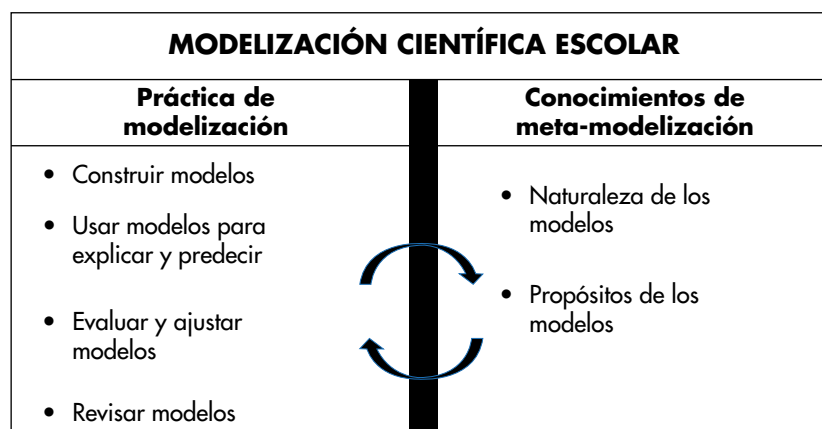 MODELIZACIÓN CIENTÍFICA ESCOLAR
Práctica de
modelización
• Construir modelos
• Usar modelos para
explicar y predecir
• Evaluar y ajustar
modelos
• Revisar modelos
Conocimientos de
meta-modelización
• Naturaleza de los
modelos
• Propósitos de los
modelos